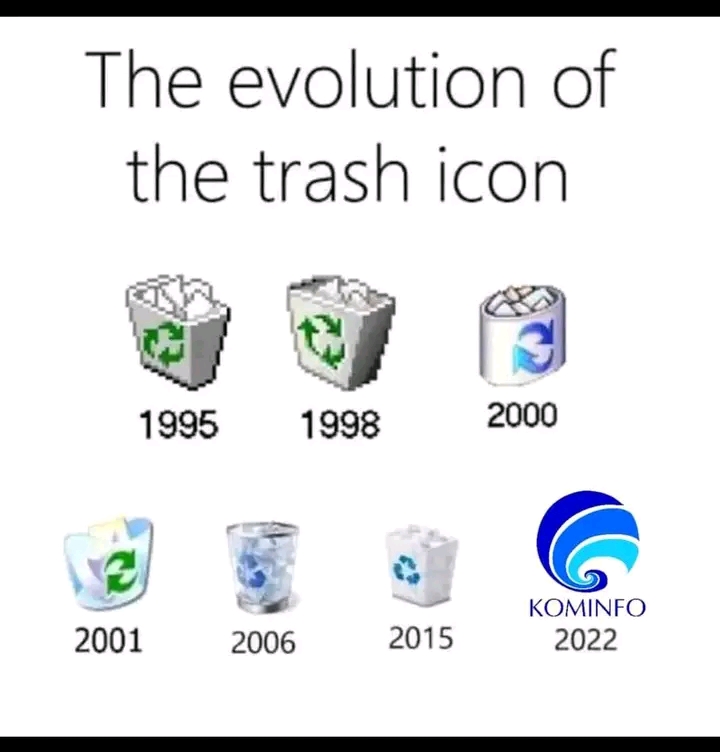 The evolution of
the trash icon
1995
1998
2000
KOMINFO
2001
2006
2015
2022